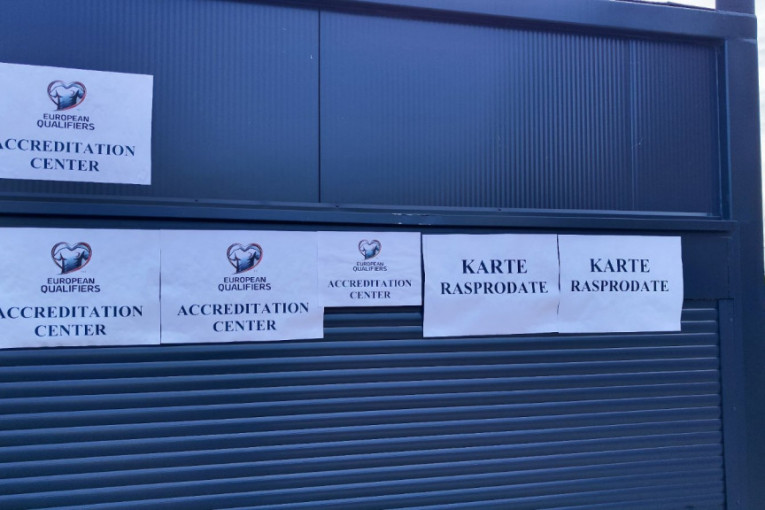 EUROPEAN
QUALIFIERS
ACCREDITATION
CENTER
EUROPEAN
QUALIFIERS
ACCREDITATION
CENTER
EUROPEAN
QUALIFIERS
ACCREDITATION
CENTER
EUROPEAN
QUALIFIERS
ACCREDITATION
CENTER
KARTE
RASPRODATE
KARTE
RASPRODATE